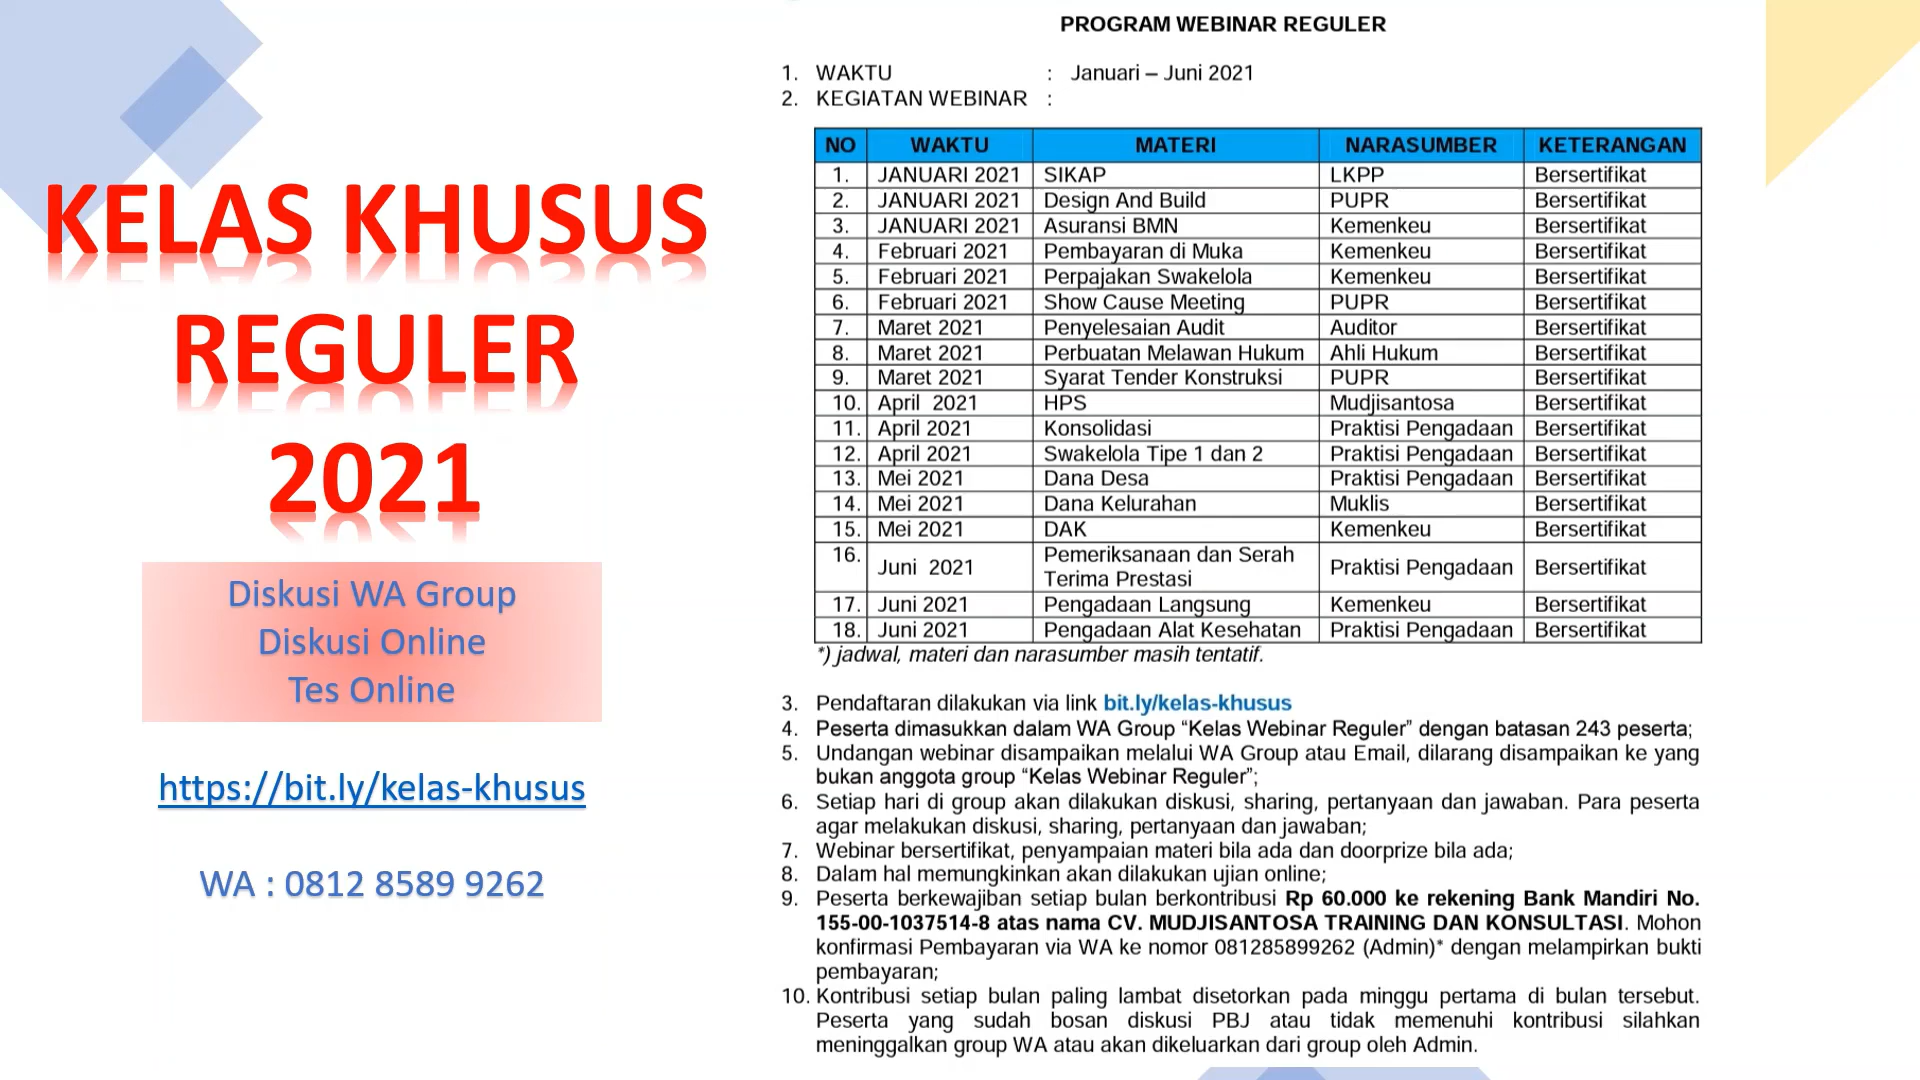 KELAS KHUSUS
REGULER
2021
Diskusi WA Group
Diskusi Online
Tes Online
https://bit.ly/kelas-khusus
WA : 0812 8589 9262
PROGRAM WEBINAR REGULER
1. WAKTU : Januari – Juni 2021
2. KEGIATAN WEBINAR :
NO WAKTU MATERI NARASUMBER KETERANGAN
1. JANUARI 2021 SIKAP LKPP Bersertifikat
2. JANUARI 2021 Design And Build PUPR Bersertifikat
3. JANUARI 2021 Asuransi BMN Kemenkeu Bersertifikat
4. Februari 2021 Pembayaran di Muka Kemenkeu Bersertifikat
5. Februari 2021 Perpajakan Swakelola Kemenkeu Bersertifikat
6. Februari 2021 Show Cause Meeting PUPR Bersertifikat
7. Maret 2021 Penyelesaian Audit Auditor Bersertifikat
8. Maret 2021 Perbuatan Melawan Hukum Ahli Hukum Bersertifikat
9. Maret 2021 Syarat Tender Konstruksi PUPR Bersertifikat
10. April 2021 HPS Mudjisantosa Bersertifikat
11. April 2021 Konsolidasi Praktisi Pengadaan Bersertifikat
12. April 2021 Swakelola Tipe 1 dan 2 Praktisi Pengadaan Bersertifikat
13. Mei 2021 Dana Desa Praktisi Pengadaan Bersertifikat
14. Mei 2021 Dana Kelurahan Muklis Bersertifikat
15. Mei 2021 DAK Kemenkeu Bersertifikat
16. Juni 2021 Pemeriksanaan dan Serah
Terima Prestasi Praktisi Pengadaan Bersertifikat
17. Juni 2021 Pengadaan Langsung Kemenkeu Bersertifikat
18. Juni 2021 Pengadaan Alat Kesehatan Praktisi Pengadaan Bersertifikat
*) jadwal, materi dan narasumber masih tentatif.
3. Pendaftaran dilakukan via link bit.ly/kelas-khusus
4. Peserta dimasukkan dalam WA Group “Kelas Webinar Reguler” dengan batasan 243 peserta;
5. Undangan webinar disampaikan melalui WA Group atau Email, dilarang disampaikan ke yang
bukan anggota group “Kelas Webinar Reguler”;
6. Setiap hari di group akan dilakukan diskusi, sharing, pertanyaan dan jawaban. Para peserta
agar melakukan diskusi, sharing, pertanyaan dan jawaban;
7. Webinar bersertifikat, penyampaian materi bila ada dan doorprize bila ada;
8. Dalam hal memungkinkan akan dilakukan ujian online;
9. Peserta berkewajiban setiap bulan berkontribusi Rp 60.000 ke rekening Bank Mandiri No.
155-00-1037514-8 atas nama CV. MUDJISANTOSA TRAINING DAN KONSULTASI. Mohon
konfirmasi Pembayaran via WA ke nomor 081285899262 (Admin)* dengan melampirkan bukti
pembayaran;
10. Kontribusi setiap bulan paling lambat disetorkan pada minggu pertama di bulan tersebut.
Peserta yang sudah bosan diskusi PBJ atau tidak memenuhi kontribusi silahkan
meninggalkan group WA atau akan dikeluarkan dari group oleh Admin.